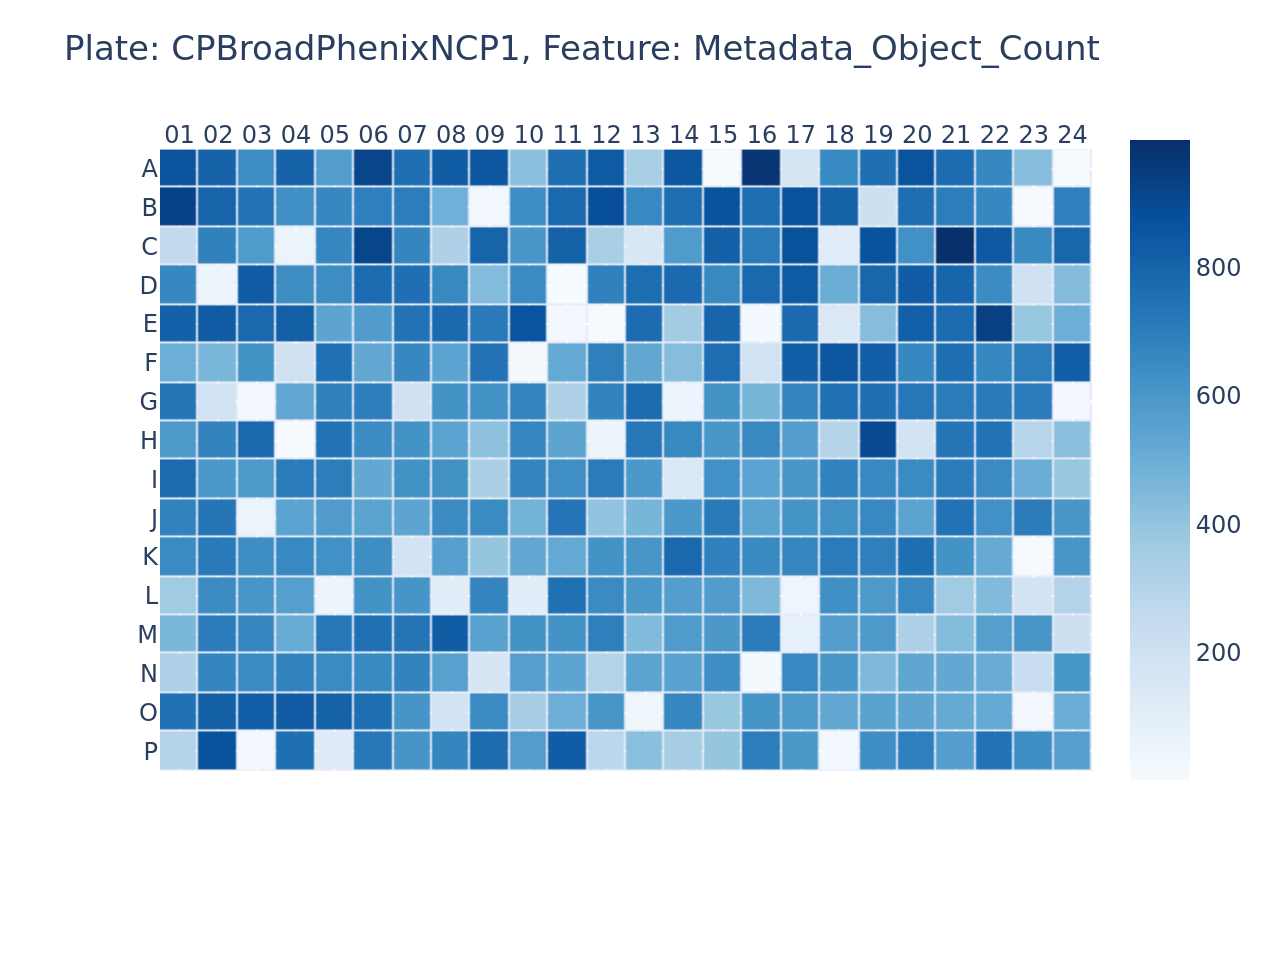 Plate: CPBroadPhenixNCP1, Feature: Metadata_Object_Count
01 02 03 04 05 06 07 08 09 10 11 12 13 14 15 16 17 18 19 20 21 22 23 24
A
B
C
D
E
F
G
H
I
J
K
L
M
N
O
P
800
600
400
200